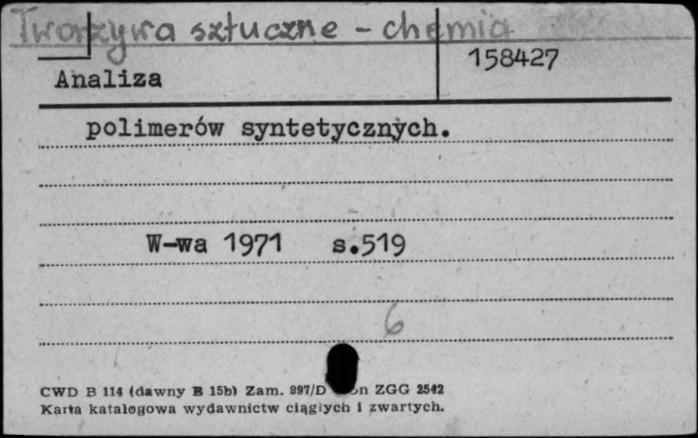 Tworzywa sztuczne - chemia
158427
Analiza
polimerów syntetycznych.
W-wa 1971 s.519
6
CWD B 114 (dawny B 15b) Zam. 997/D ZGG 2542
Karta katalogowa wydawnictw ciągłych i zwartych.